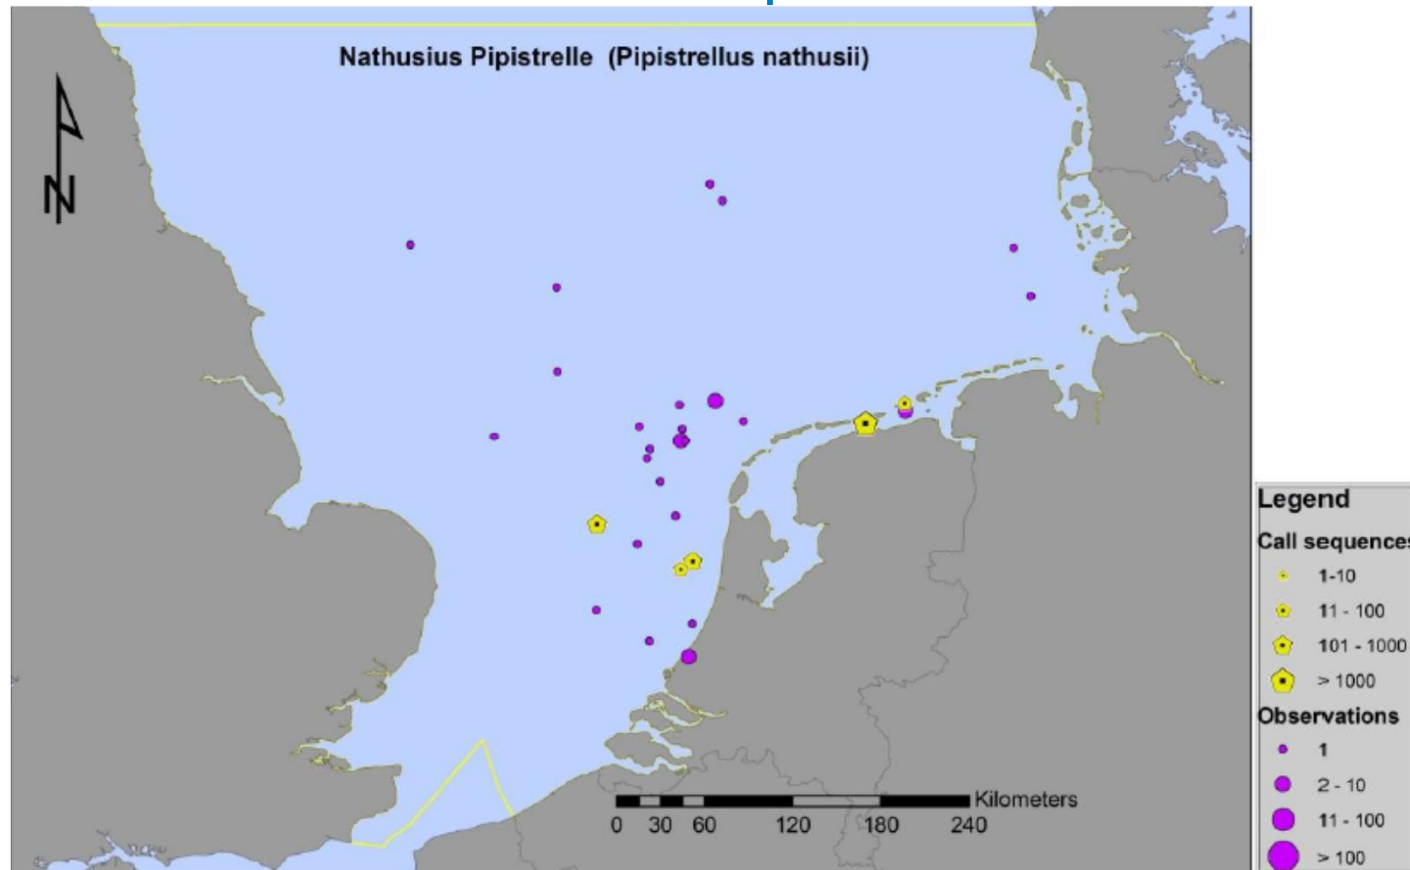 Nathusius Pipistrelle (Pipistrellus nathusii)
N
Kilometers
0 30 60 120 180 240
Legend
Call sequences
1-10
11 - 100
101 - 1000
> 1000
Observations
1
2 - 10
11 - 100
> 100